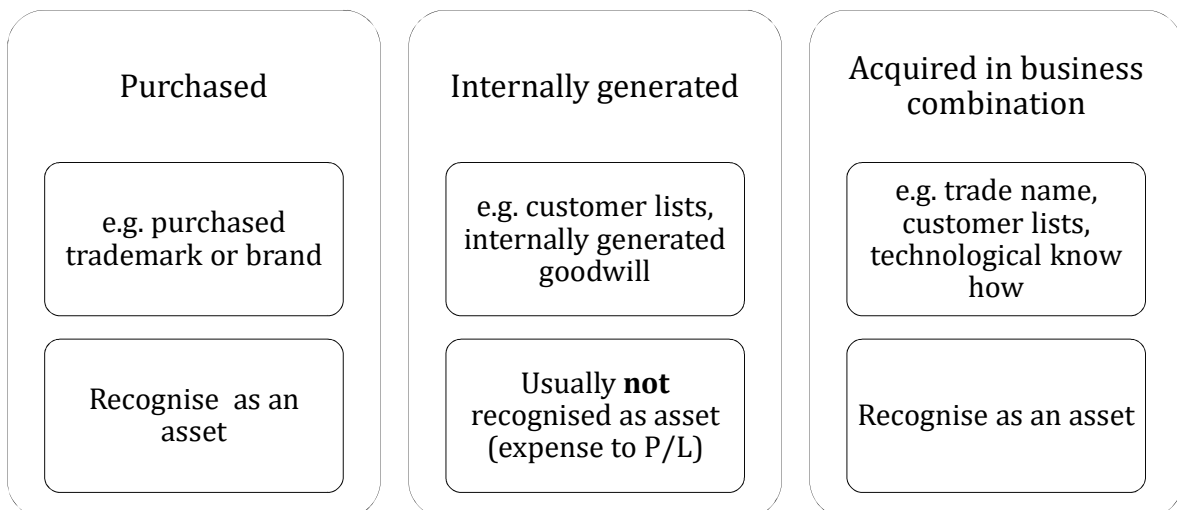 Purchased
e.g. purchased
trademark or brand
Recognise as an
asset
Internally generated
e.g. customer lists,
internally generated
goodwill
Usually not
recognised as asset
(expense to P/L)
Acquired in business
combination
e.g. trade name,
customer lists,
technological know
how
Recognise as an asset